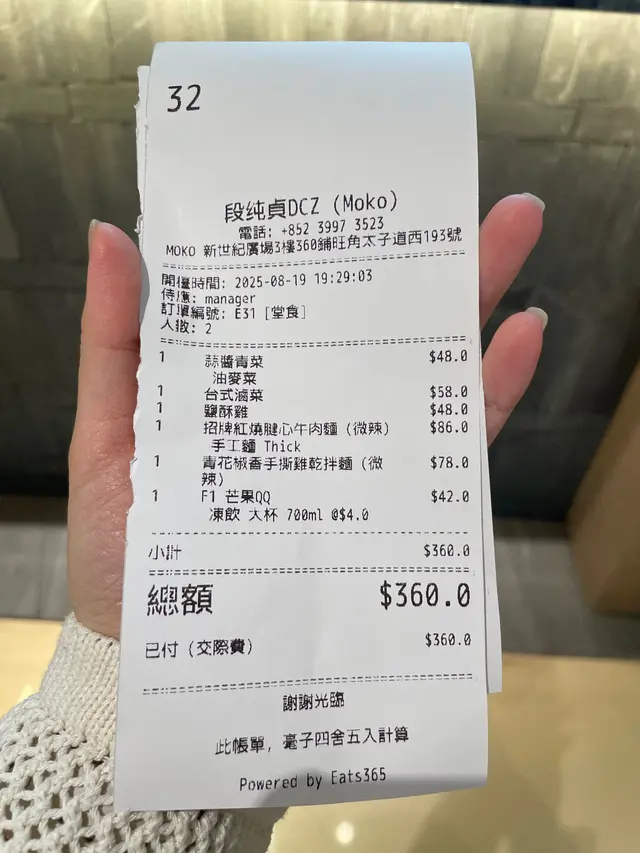 32
段纯貞DCZ (Moko)
電話: +852 3997 3523
MOKO 新世紀廣場3樓360鋪旺角太子道西193號
開檯時間: 2025-08-19 19:29:03
侍應: manager
訂單編號: E31 [堂食]
人數: 2
1 蒜醬青菜 $48.0
油麥菜
1 台式滷菜 $58.0
1 鹽酥雞 $48.0
1 招牌紅燒腱心牛肉麵 (微辣) $86.0
手工麵 Thick
1 青花椒香手撕雞乾拌麵 (微 $78.0
辣)
1 F1 芒果QQ $42.0
凍飲 大杯 700ml @$4.0
小計 $360.0
總額 $360.0
已付 (交際費) $360.0
謝謝光臨
此帳單, 毫子四舍五入計算
Powered by Eats365